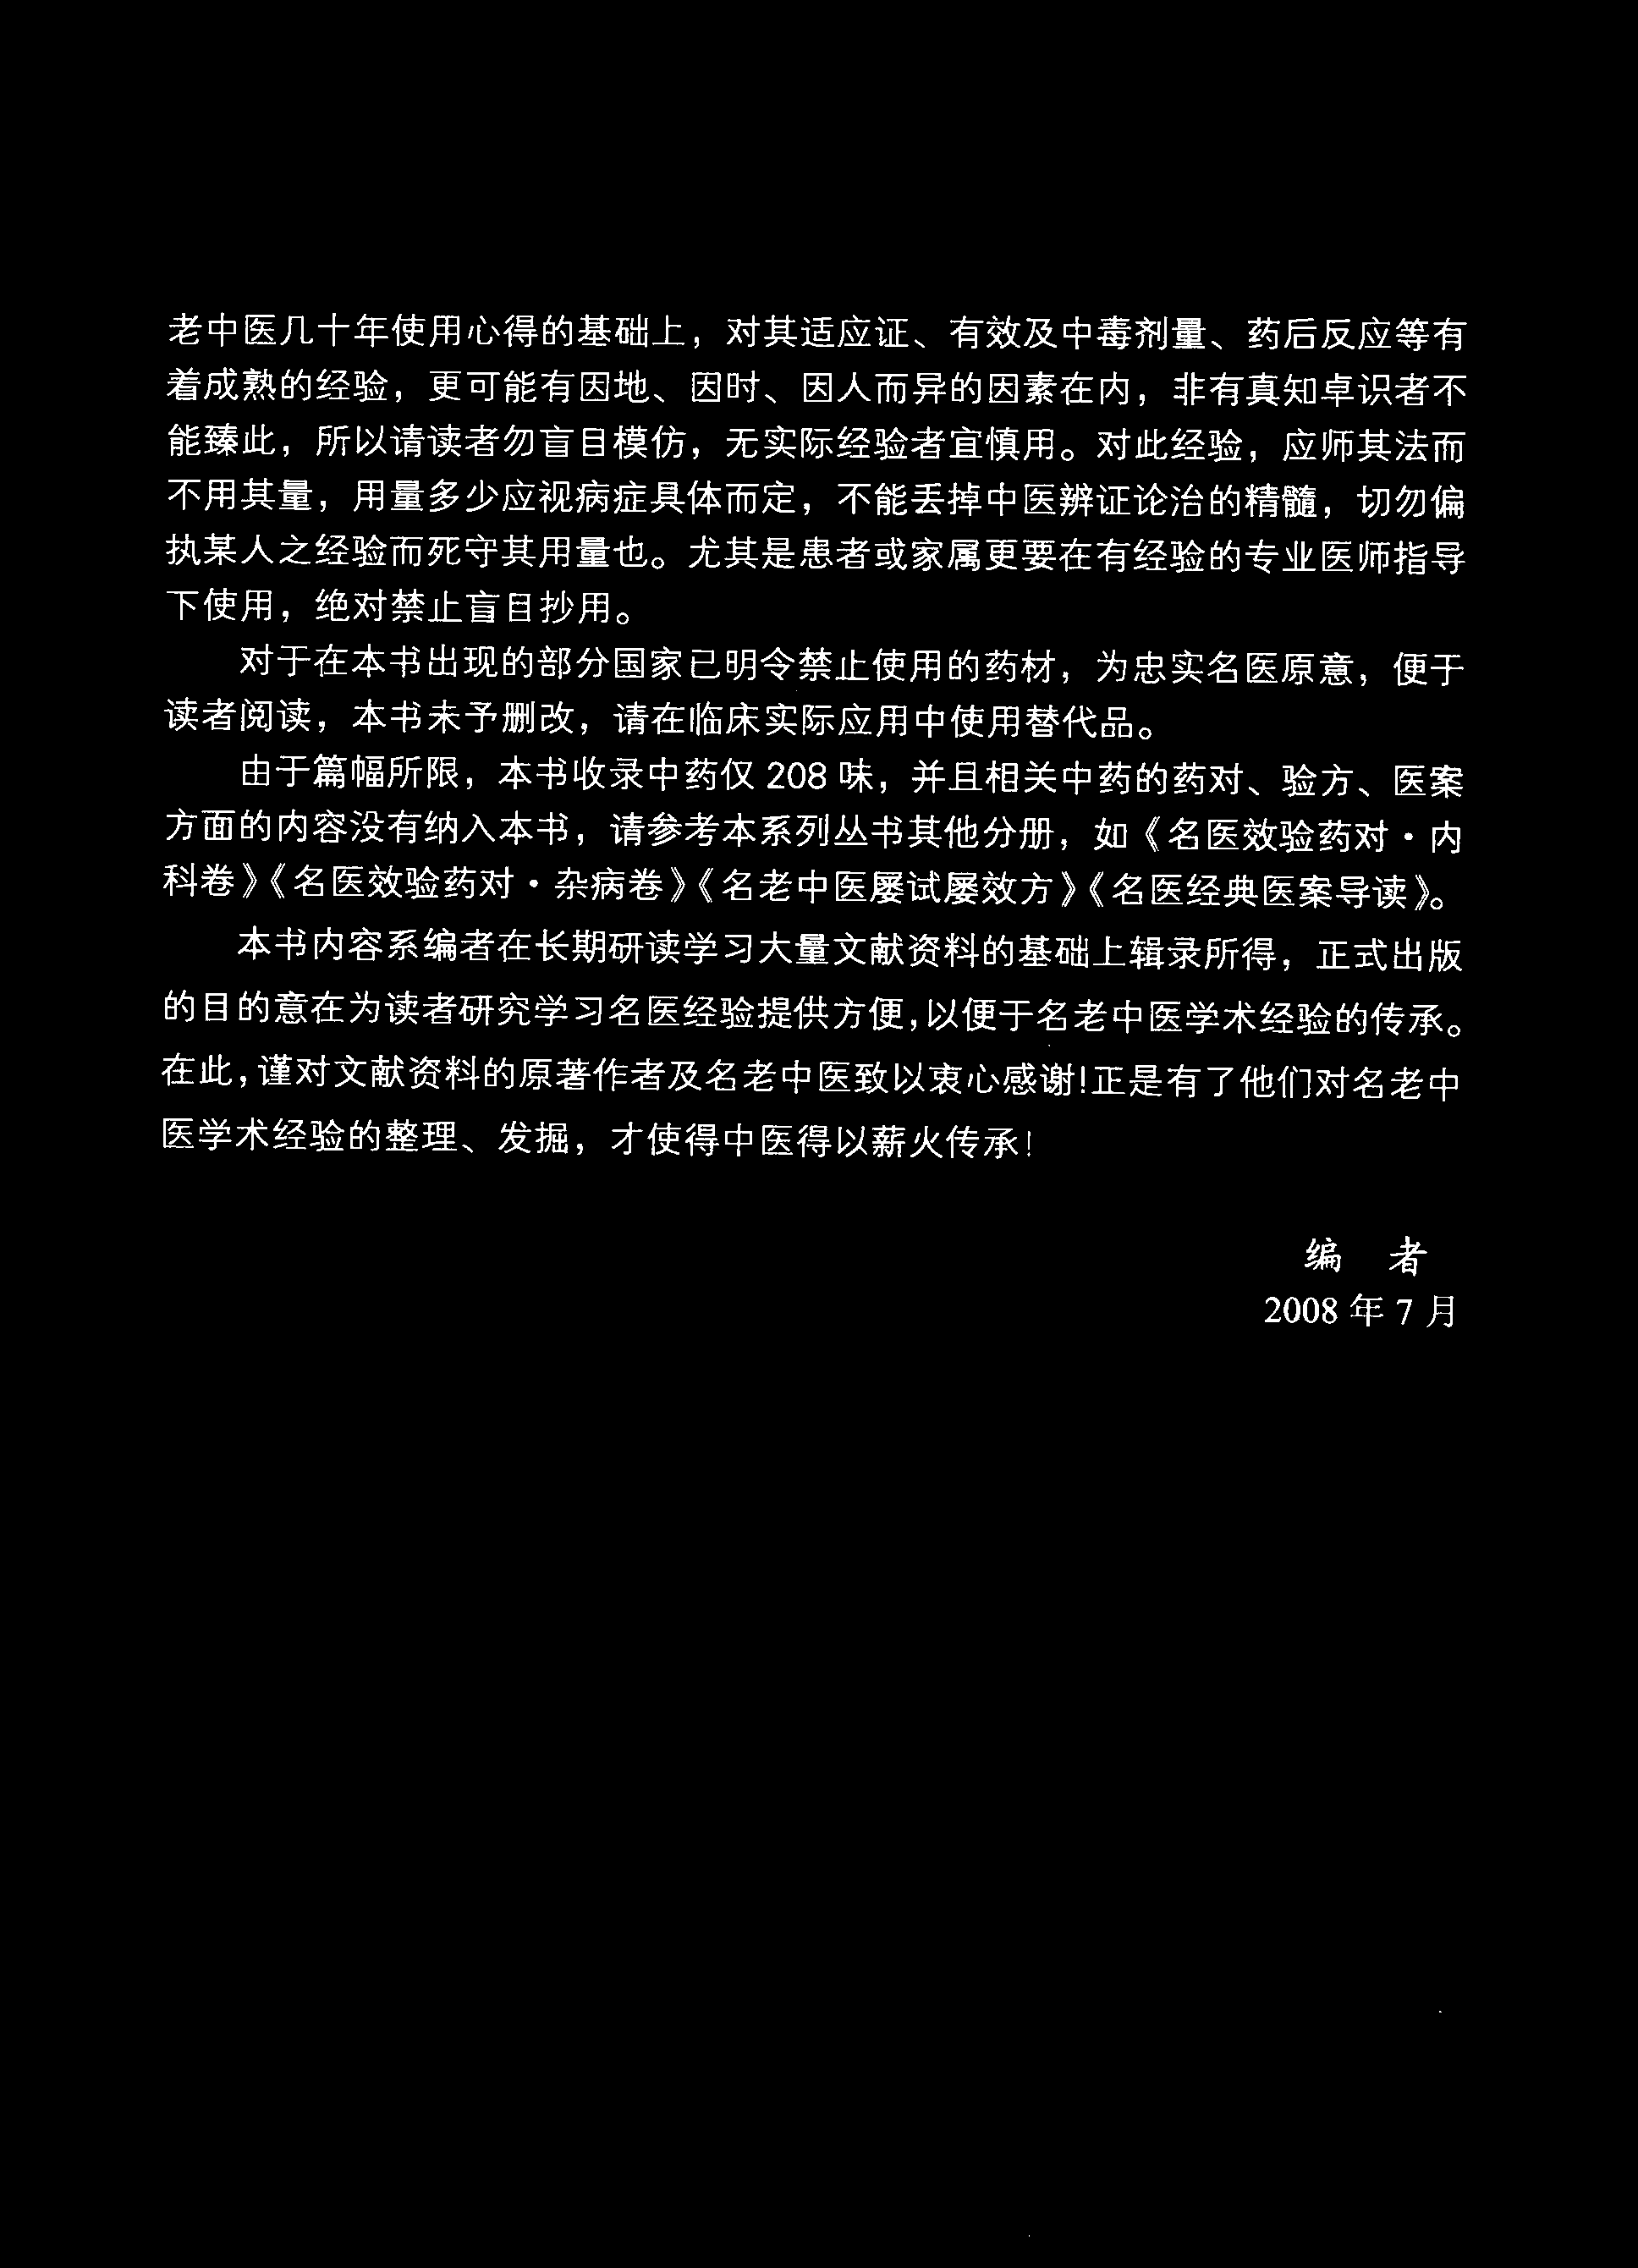 老中医几十年使用心得的基础上，对其适应证、有效及中毒剂量、药后反应等有
着成熟的经验，更可能有因地、因时、因人而异的因素在内，非有真知卓识者不
能臻此，所以请读者勿盲目模仿，无实际经验者宜慎用。对此经验，应师其法而
不用其量，用量多少应视病症具体而定，不能丢掉中医辨证论治的精髓，切勿偏
执某人之经验而死守其用量也。尤其是患者或家属更要在有经验的专业医师指导
下使用，绝对禁止盲目抄用。
对于在本书出现的部分国家已明令禁止使用的药材，为忠实名医原意，便于
读者阅读，本书未予删改，请在临床实际应用中使用替代品。
由于篇幅所限，本书收录中药仅 208 味，并且相关中药的药对、验方、医案
方面的内容没有纳入本书，请参考本系列丛书其他分册，如《名医效验药对·内
科卷》《名医效验药对·杂病卷》《名老中医屡试屡效方》《名医经典医案导读》。
本书内容系编者在长期研读学习大量文献资料的基础上辑录所得，正式出版
的目的意在为读者研究学习名医经验提供方便，以便于名老中医学术经验的传承。
在此，谨对文献资料的原著作者及名老中医致以衷心感谢！正是有了他们对名老中
医学术经验的整理、发掘，才使得中医得以薪火传承！
编 者
2008 年 7 月